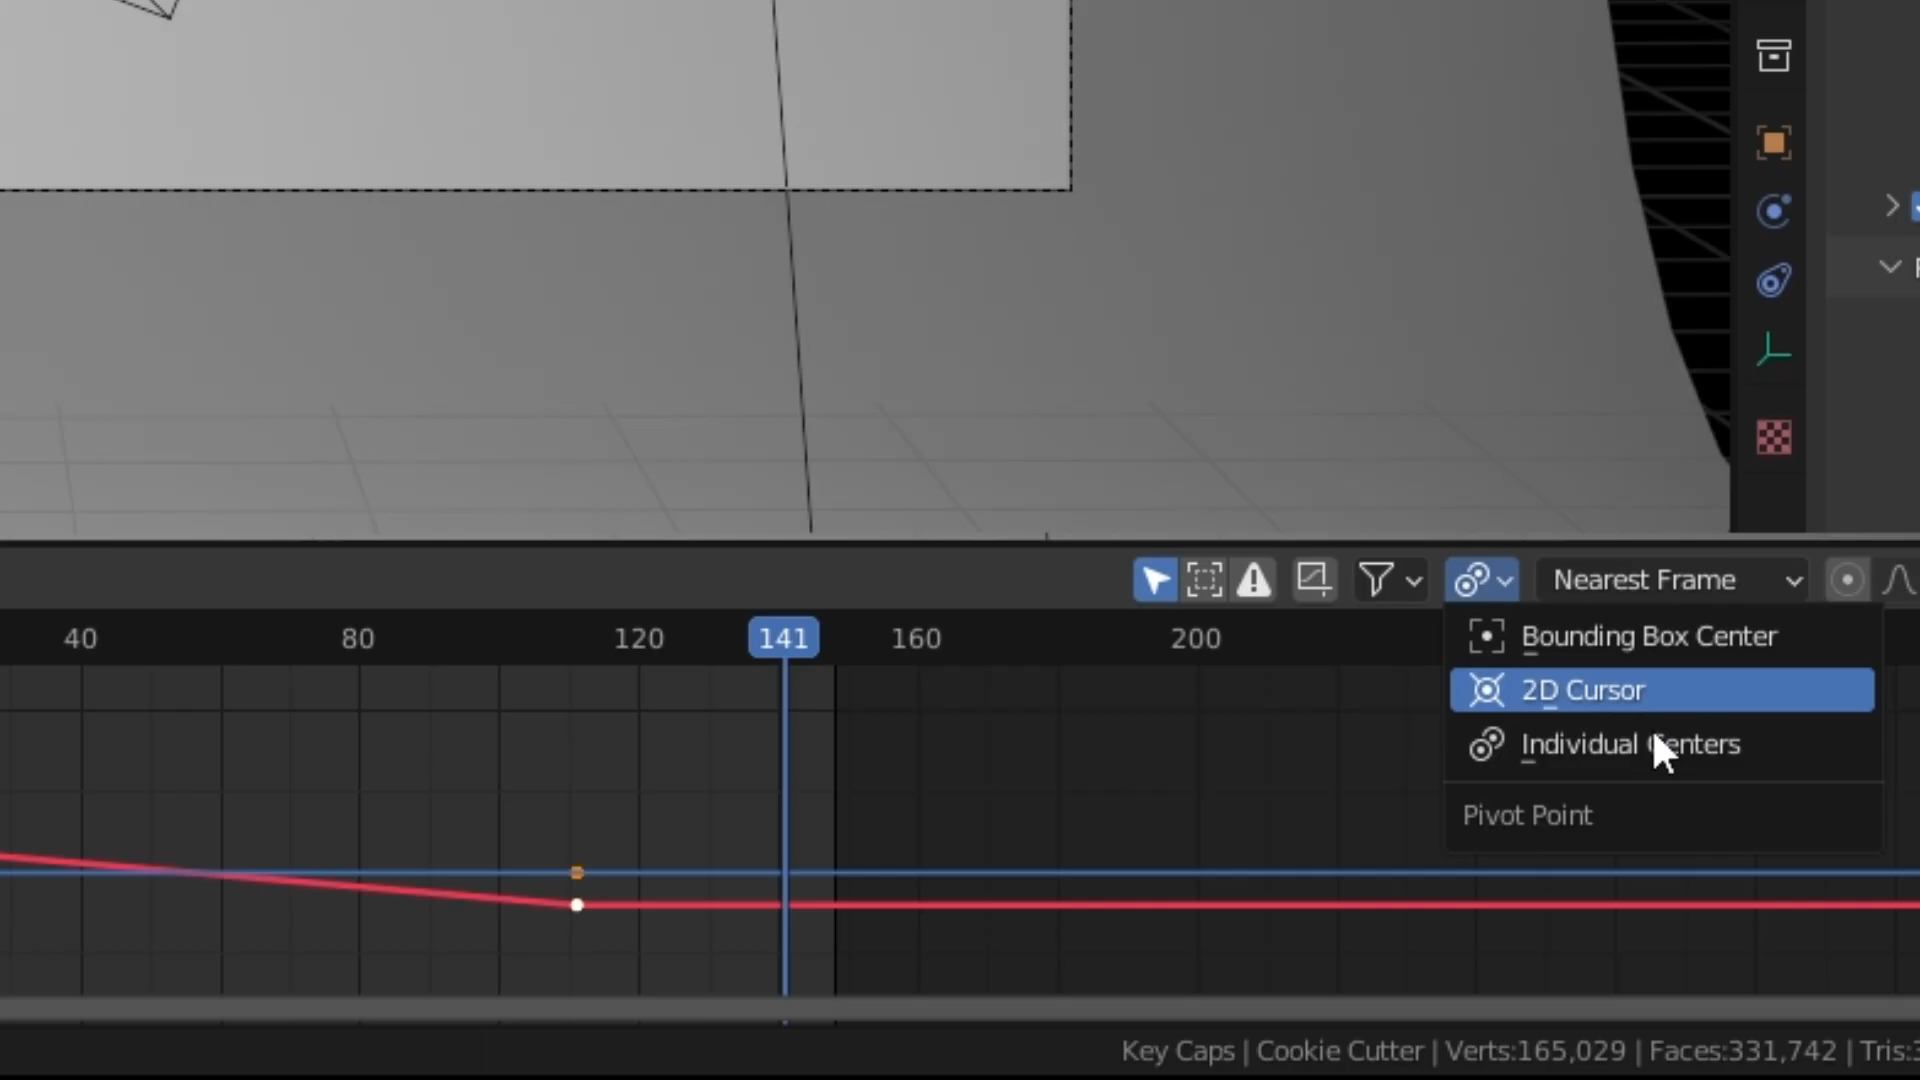 Nearest Frame
40 80 120 141 160 200
Bounding Box Center
2D Cursor
Individual Centers
Pivot Point
Key Caps | Cookie Cutter | Verts:165,029 | Faces:331,742 | Tris: